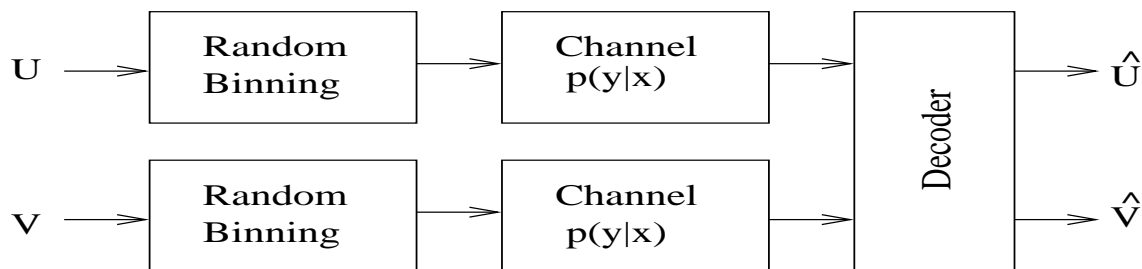 U
Random
Binning
Channel
p(y|x)
Decoder
Û
V
Random
Binning
Channel
p(y|x)
V̂